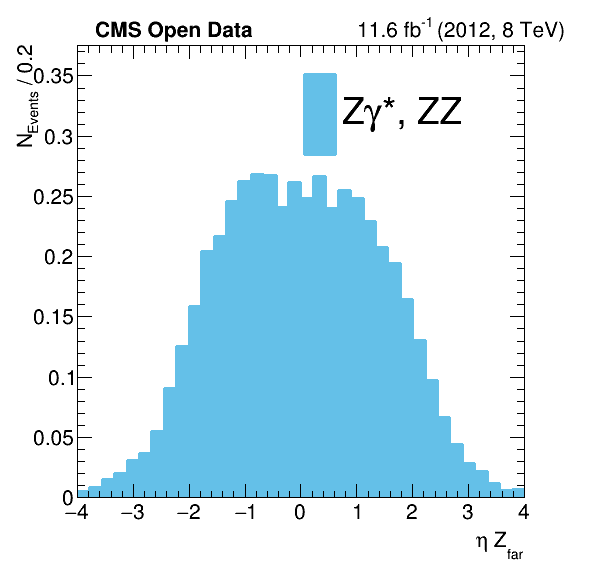 CMS Open Data
11.6 fb⁻¹ (2012, 8 TeV)
N_Events / 0.2
0.35
Zγ*, ZZ
0.3
0.25
0.2
0.15
0.1
0.05
0
−4 −3 −2 −1 0 1 2 3 4
η Z_far